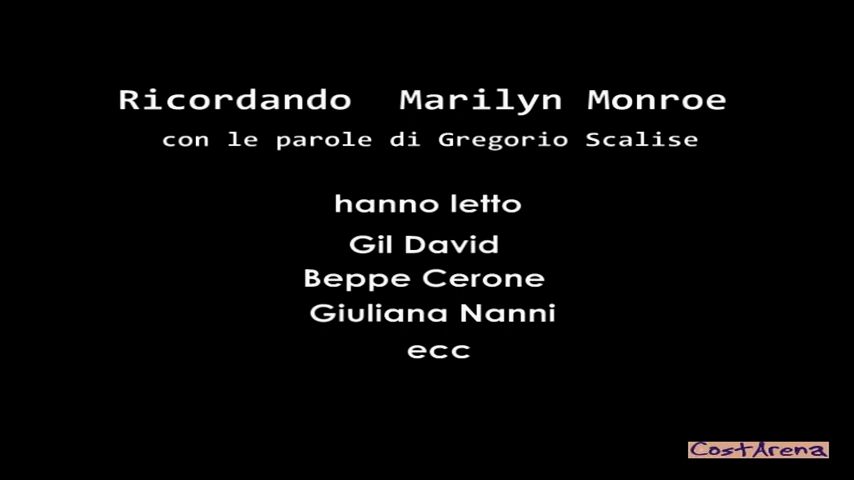 Ricordando Marilyn Monroe
con le parole di Gregorio Scalise
hanno letto
Gil David
Beppe Cerone
Giuliana Nanni
ecc
CostArena